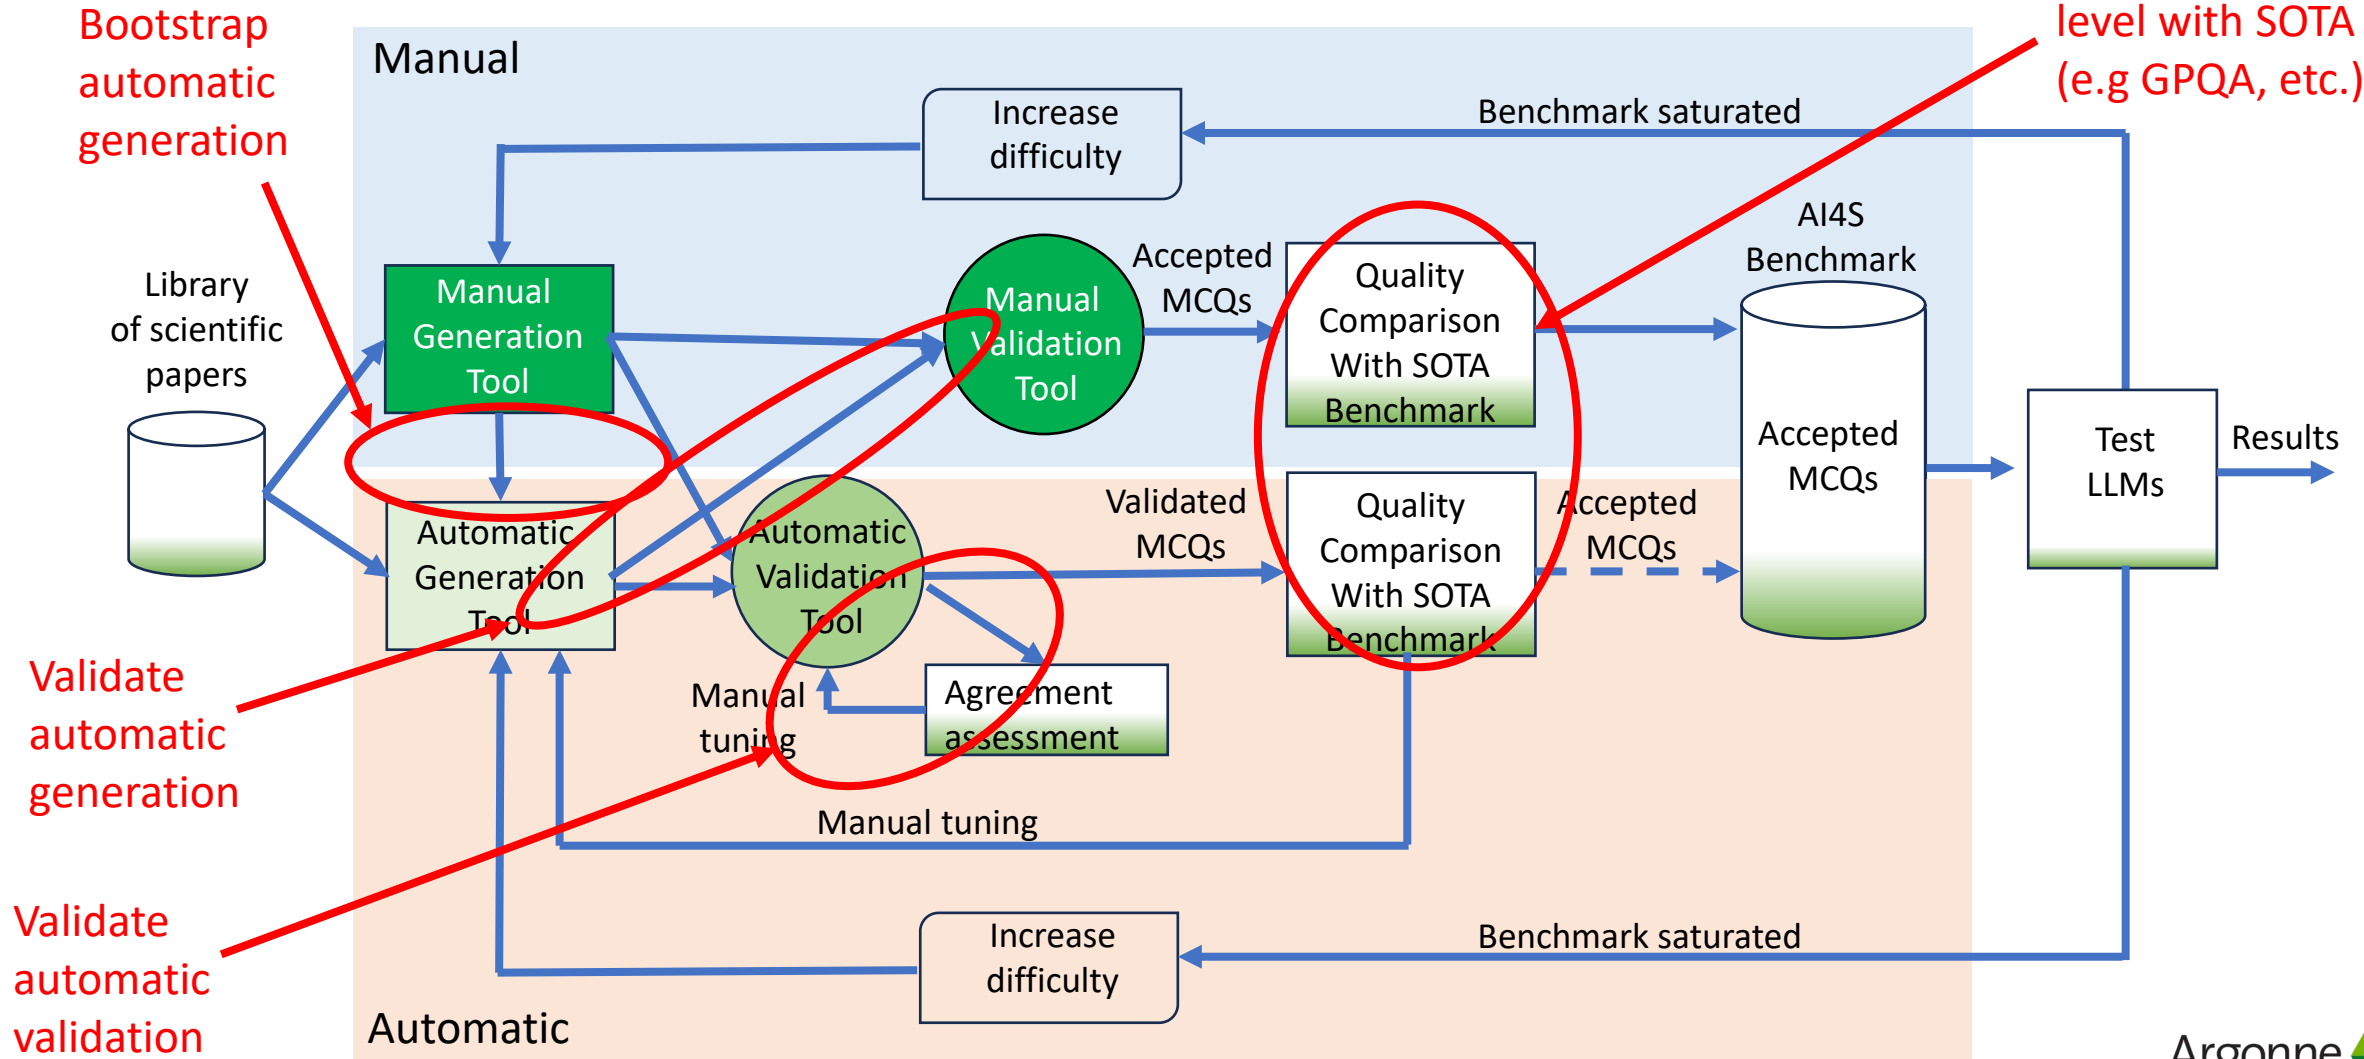 Bootstrap
automatic
generation
level with SOTA
(e.g GPQA, etc.)
Manual
Increase
difficulty
Benchmark saturated
Library
of scientific
papers
Manual
Generation
Tool
Manual
Validation
Tool
Accepted
MCQs
Quality
Comparison
With SOTA
Benchmark
AI4S
Benchmark
Accepted
MCQs
Test
LLMs
Results
Automatic
Generation
Tool
Automatic
Validation
Tool
Validated
MCQs
Quality
Comparison
With SOTA
Benchmark
Accepted
MCQs
Validate
automatic
generation
Manual
tuning
Agreement
assessment
Manual tuning
Validate
automatic
validation
Increase
difficulty
Benchmark saturated
Automatic
Argonne